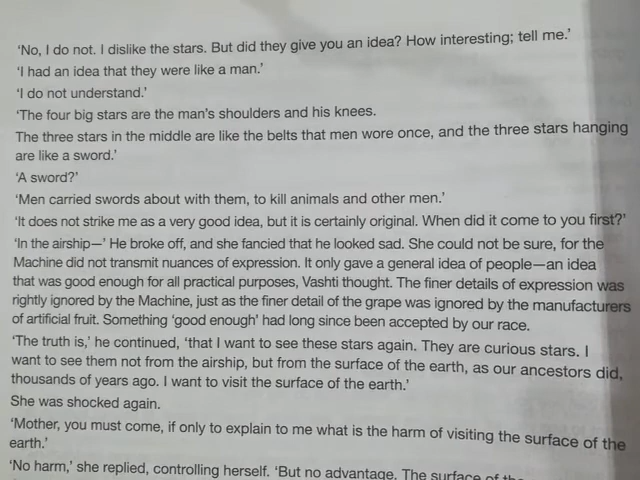 ‘No, I do not. I dislike the stars. But did they give you an idea? How interesting; tell me.’
‘I had an idea that they were like a man.’
‘I do not understand.’
‘The four big stars are the man’s shoulders and his knees.
The three stars in the middle are like the belts that men wore once, and the three stars hanging
are like a sword.’
‘A sword?’
‘Men carried swords about with them, to kill animals and other men.’
‘It does not strike me as a very good idea, but it is certainly original. When did it come to you first?’
‘In the airship—’ He broke off, and she fancied that he looked sad. She could not be sure, for the
Machine did not transmit nuances of expression. It only gave a general idea of people—an idea
that was good enough for all practical purposes, Vashti thought. The finer details of expression was
rightly ignored by the Machine, just as the finer detail of the grape was ignored by the manufacturers
of artificial fruit. Something ‘good enough’ had long since been accepted by our race.
‘The truth is,’ he continued, ‘that I want to see these stars again. They are curious stars. I
want to see them not from the airship, but from the surface of the earth, as our ancestors did,
thousands of years ago. I want to visit the surface of the earth.’
She was shocked again.
‘Mother, you must come, if only to explain to me what is the harm of visiting the surface of the
earth.’
‘No harm,’ she replied, controlling herself. ‘But no advantage. The surface of